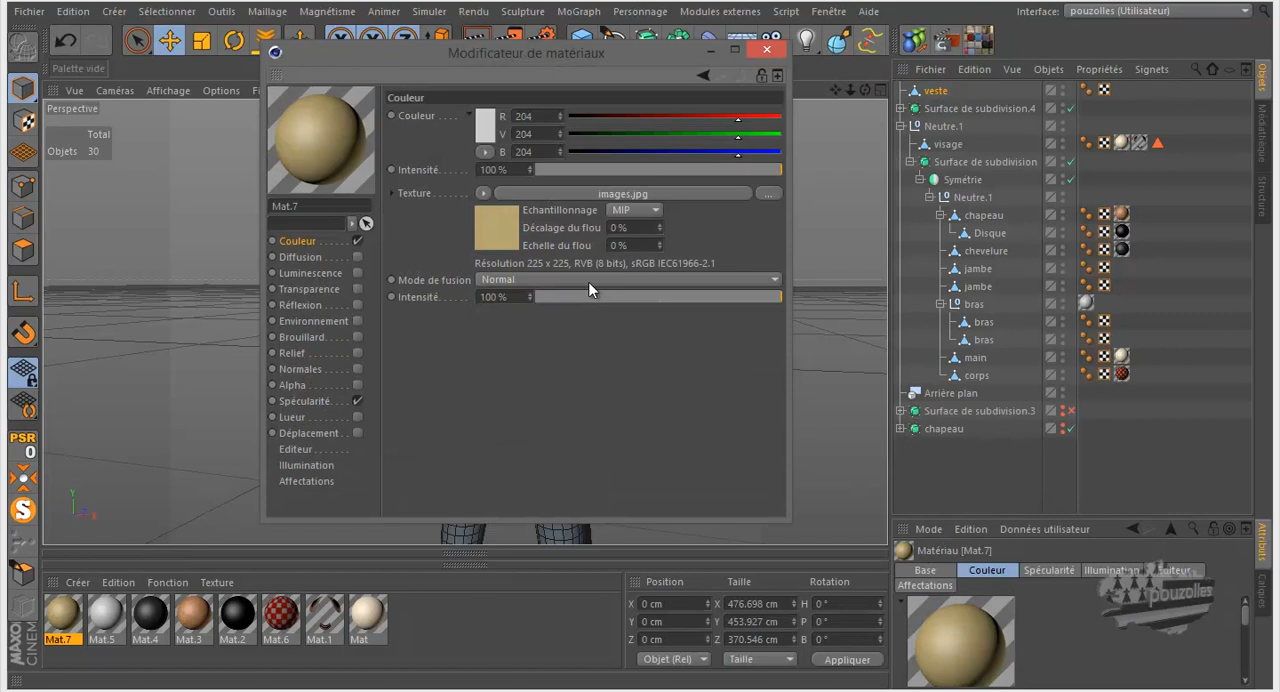 Fichier Edition Créer Sélectionner Outils Maillage Magnétisme Animer Simuler Rendu Sculpture MoGraph Personnage Modules externes Script Fenêtre Aide Interface: pouzolles (Utilisateur)
Palette vide
Vue Caméras Affichage Options
Perspective
Total
Objets 30
Modificateur de matériaux
Mat.7
Couleur
Diffusion
Luminescence
Transparence
Réflexion
Environnement
Brouillard
Relief
Normales
Alpha
Spécularité
Lueur
Déplacement
Editeur
Illumination
Affectations
Couleur
Couleur R 204
V 204
B 204
Intensité 100 %
Texture images.jpg ...
Echantillonnage MIP
Décalage du flou 0 %
Echelle du flou 0 %
Résolution 225 x 225, RVB (8 bits), sRGB IEC61966-2.1
Mode de fusion Normal
Intensité 100 %
Fichier Edition Vue Objets Propriétés Signets
veste
Surface de subdivision.4
Neutre.1
visage
Surface de subdivision
Symétrie
Neutre.1
chapeau
Disque
chevelure
jambe
jambe
bras
bras
bras
main
corps
Arrière plan
Surface de subdivision.3
chapeau
Objets
Médiathèque
Structure
Mode Edition Données utilisateur
Matériau [Mat.7]
Base Couleur Spécularité Illumination
Affectations
Attributs
Calques
pouzolles
PSR
0
S
X
Y
Z
Y
Créer Edition Fonction Texture
Mat.7 Mat.5 Mat.4 Mat.3 Mat.2 Mat.6 Mat.1 Mat
Position Taille Rotation
X 0 cm 476.698 cm H 0 °
Y 0 cm 453.927 cm P 0 °
Z 0 cm 370.546 cm B 0 °
Objet (Rel) Taille Appliquer
MAXO
CINEM